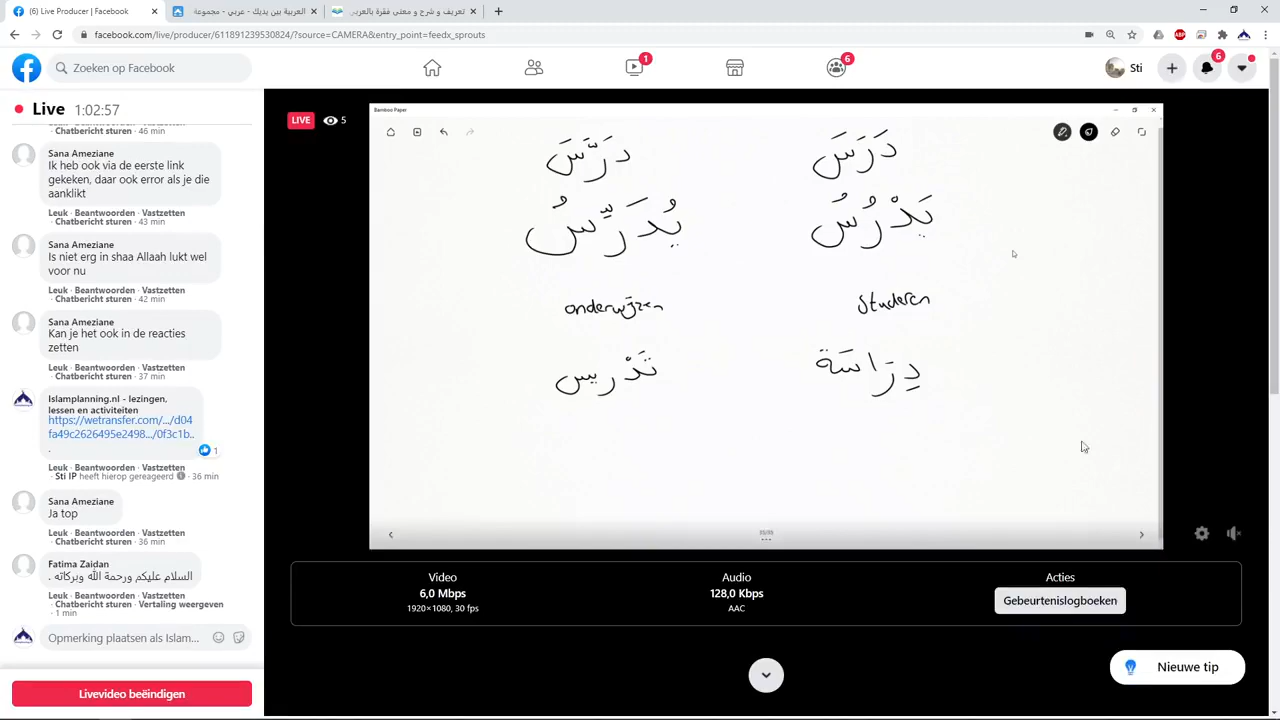 (6) Live Producer | Facebook
العربية بين يديك - عربي - مجموعة
تعريف و شرح و معنى فقرة بالعربي
facebook.com/live/producer/611891239530824/?source=CAMERA&entry_point=feedx_sprouts
Zoeken op Facebook
1
6
Sti
6
Live 1:02:57
Chatbericht sturen · 46 min
Sana Ameziane
Ik heb ook via de eerste link
gekeken, daar ook error als je die
aanklikt
Leuk · Beantwoorden · Vastzetten
· Chatbericht sturen · 43 min
Sana Ameziane
Is niet erg in shaa Allaah lukt wel
voor nu
Leuk · Beantwoorden · Vastzetten
· Chatbericht sturen · 42 min
Sana Ameziane
Kan je het ook in de reacties
zetten
Leuk · Beantwoorden · Vastzetten
· Chatbericht sturen · 37 min
Islamplanning.nl - lezingen,
lessen en activiteiten
https://wetransfer.com/.../d04
fa49c2626495e2498.../0f3c1b..
.
1
Leuk · Beantwoorden · Vastzetten
· Sti IP heeft hierop gereageerd · 36 min
Sana Ameziane
Ja top
Leuk · Beantwoorden · Vastzetten
· Chatbericht sturen · 36 min
Fatima Zaidan
السلام عليكم ورحمة الله وبركاته .
Leuk · Beantwoorden · Vastzetten
· Chatbericht sturen · Vertaling weergeven
· 1 min
Opmerking plaatsen als Islam...
Livevideo beëindigen
LIVE 5
Bamboo Paper
دَرَسَ دَرَّسَ
يَدْرُسُ يُدَرِّسُ
studeren onderwijzen
دِرَاسَة تَدْرِيس
Video
6,0 Mbps
1920×1080, 30 fps
Audio
128,0 Kbps
AAC
Acties
Gebeurtenislogboeken
Nieuwe tip